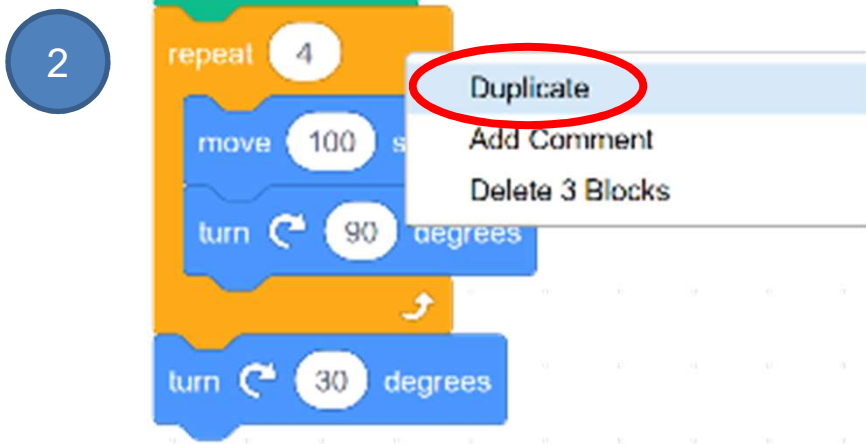 2
repeat 4
Duplicate
Add Comment
move 100 s
Delete 3 Blocks
turn 90 degrees
turn 30 degrees